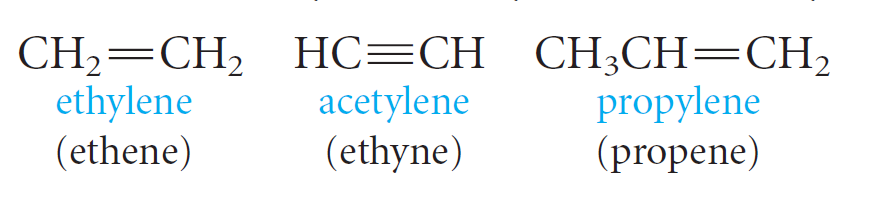 CH₂=CH₂ HC≡CH CH₃CH=CH₂
ethylene acetylene propylene
(ethene) (ethyne) (propene)